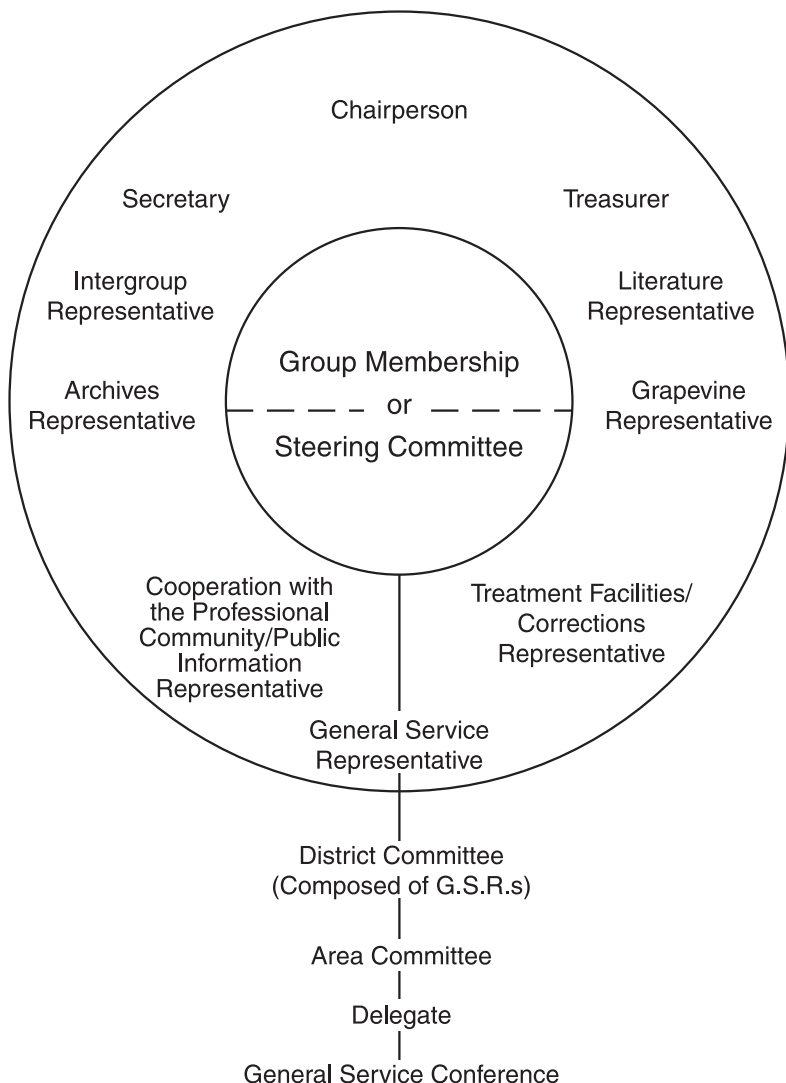 Chairperson
Secretary
Treasurer
Intergroup
Representative
Literature
Representative
Archives
Representative
Group Membership
or
Steering Committee
Grapevine
Representative
Cooperation with
the Professional
Community/Public
Information
Representative
Treatment Facilities/
Corrections
Representative
General Service
Representative
District Committee
(Composed of G.S.R.s)
Area Committee
Delegate
General Service Conference